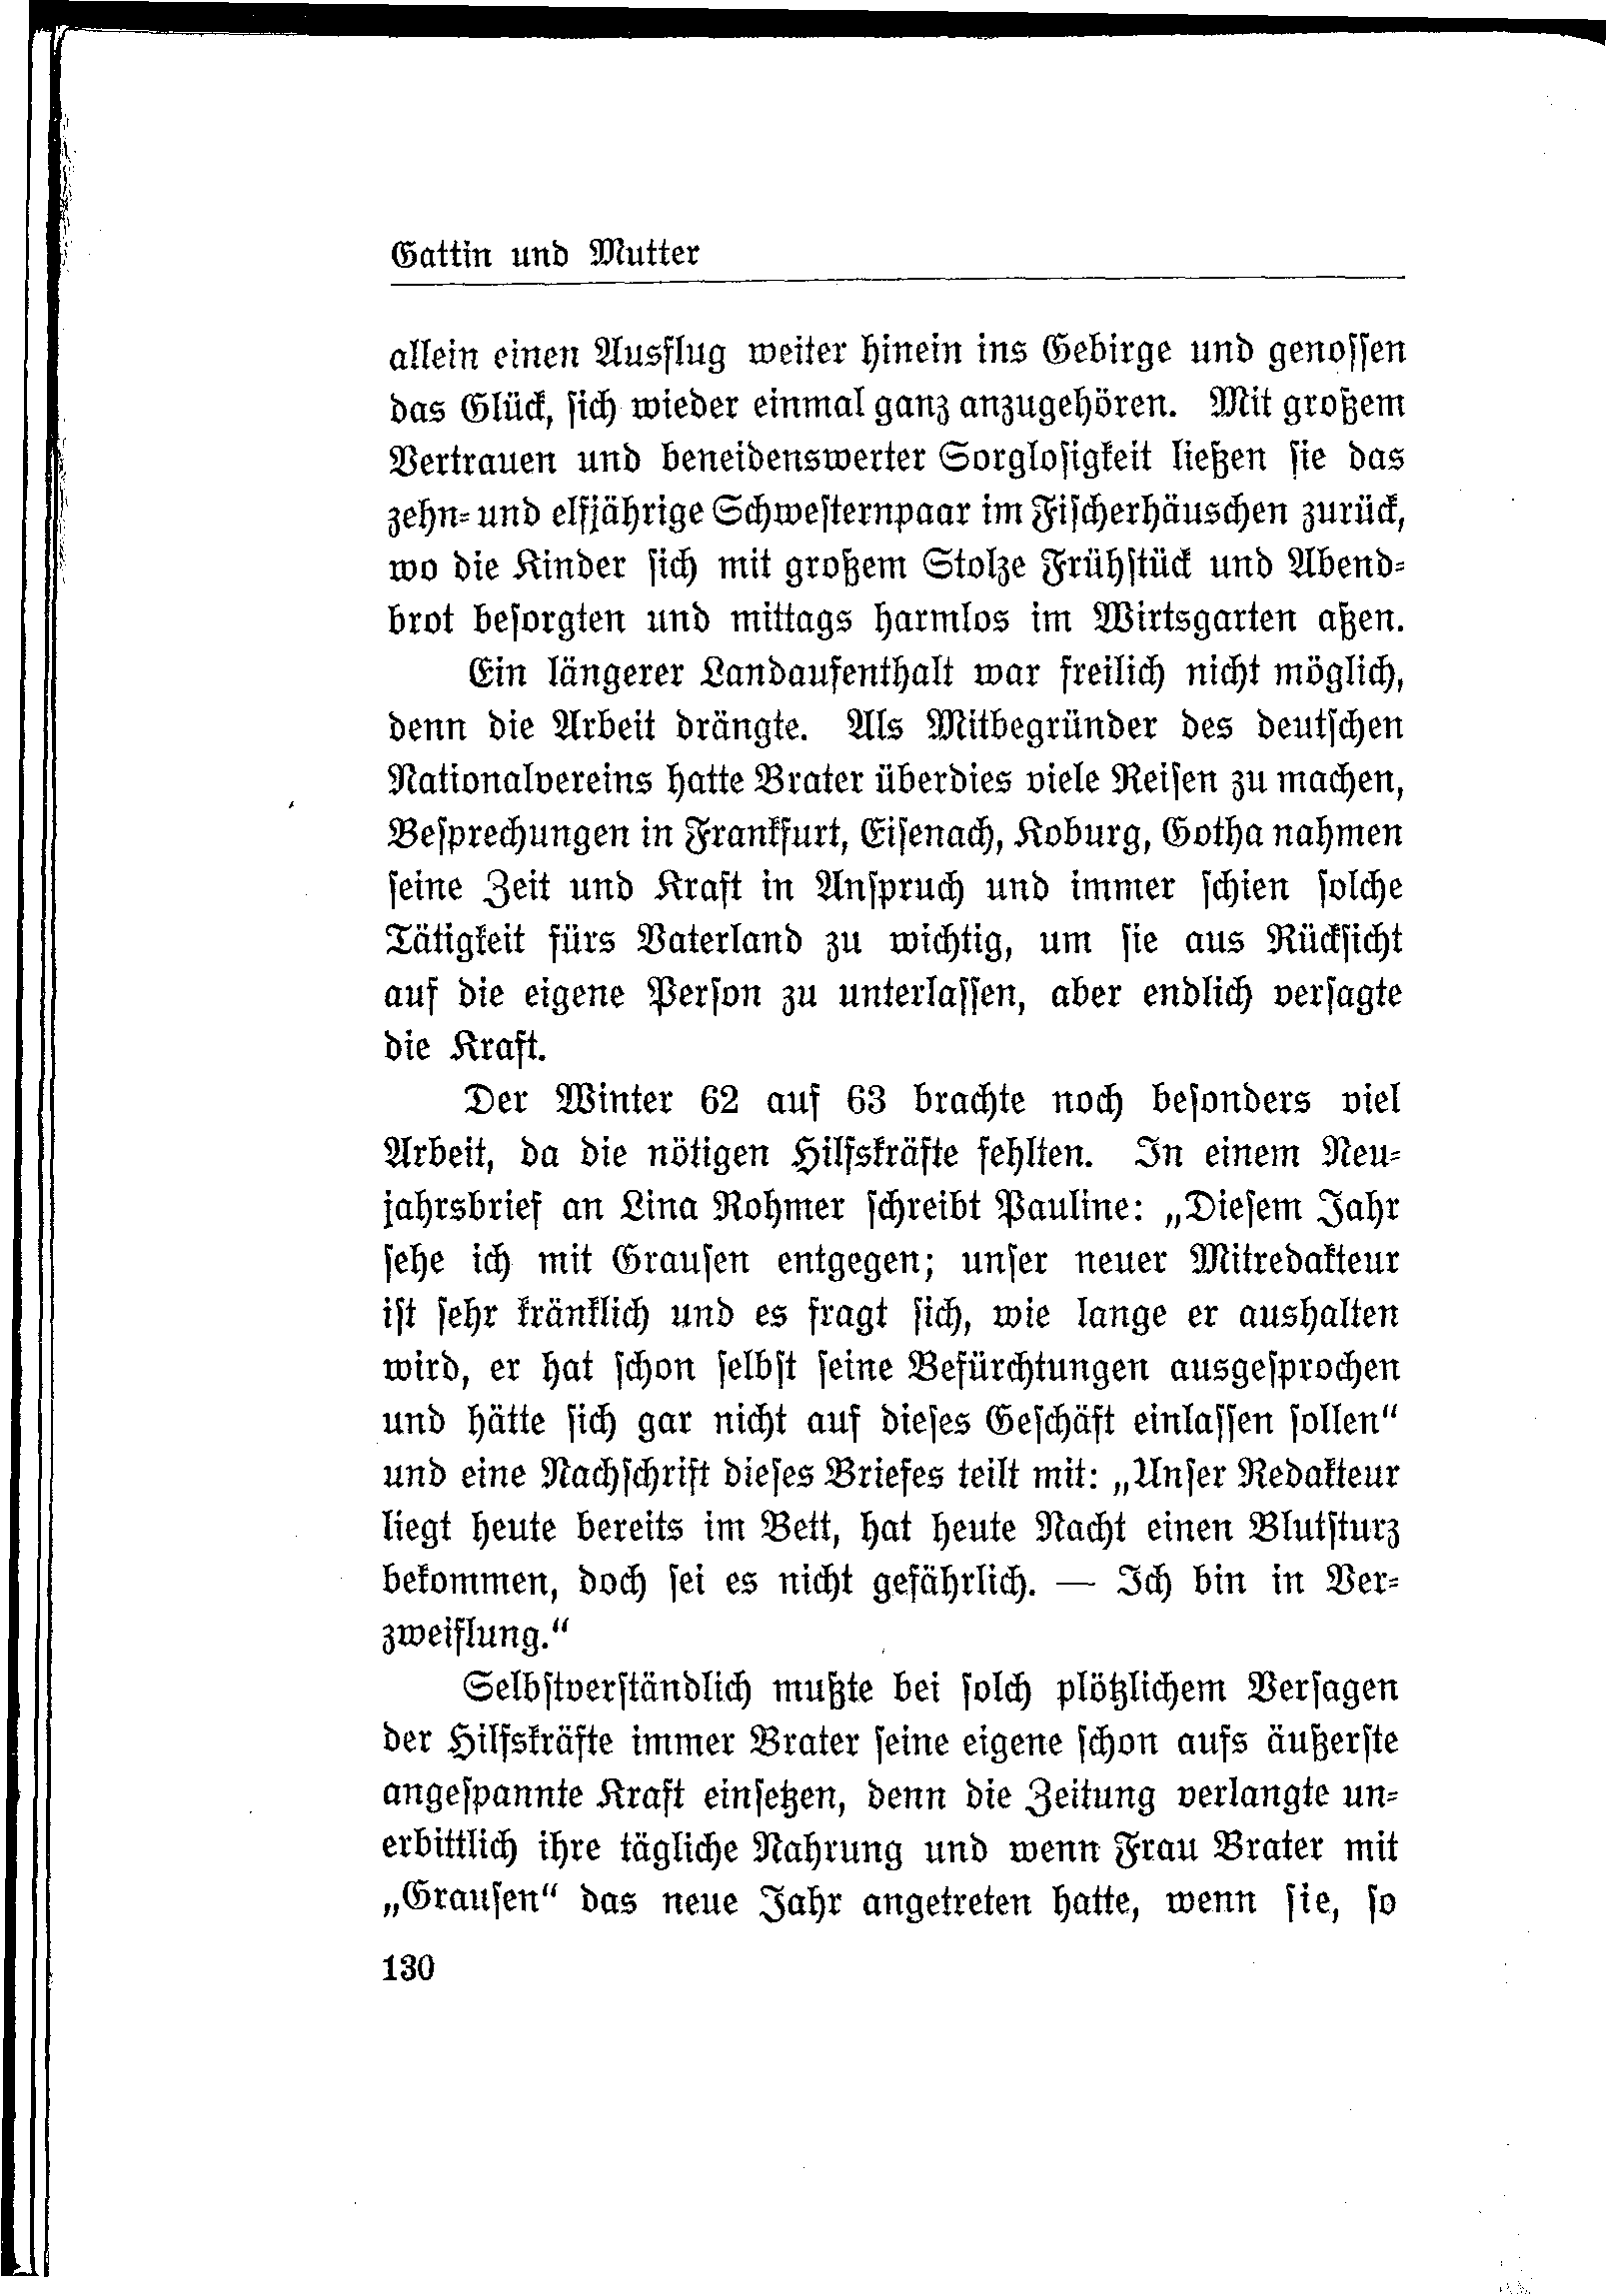 Gattin und Mutter
allein einen Ausflug weiter hinein ins Gebirge und genossen
das Glück, sich wieder einmal ganz anzugehören. Mit großem
Vertrauen und beneidenswerter Sorglosigkeit ließen sie das
zehn- und elfjährige Schwesternpaar im Fischerhäuschen zurück,
wo die Kinder sich mit großem Stolze Frühstück und Abend-
brot besorgten und mittags harmlos im Wirtsgarten aßen.
Ein längerer Landaufenthalt war freilich nicht möglich,
denn die Arbeit drängte. Als Mitbegründer des deutschen
Nationalvereins hatte Brater überdies viele Reisen zu machen,
Besprechungen in Frankfurt, Eisenach, Koburg, Gotha nahmen
seine Zeit und Kraft in Anspruch und immer schien solche
Tätigkeit fürs Vaterland zu wichtig, um sie aus Rücksicht
auf die eigene Person zu unterlassen, aber endlich versagte
die Kraft.
Der Winter 62 auf 63 brachte noch besonders viel
Arbeit, da die nötigen Hilfskräfte fehlten. In einem Neu-
jahrsbrief an Lina Rohmer schreibt Pauline: „Diesem Jahr
sehe ich mit Grausen entgegen; unser neuer Mitredakteur
ist sehr kränklich und es fragt sich, wie lange er aushalten
wird, er hat schon selbst seine Befürchtungen ausgesprochen
und hätte sich gar nicht auf dieses Geschäft einlassen sollen“
und eine Nachschrift dieses Briefes teilt mit: „Unser Redakteur
liegt heute bereits im Bett, hat heute Nacht einen Blutsturz
bekommen, doch sei es nicht gefährlich. — Ich bin in Ver-
zweiflung.“
Selbstverständlich mußte bei solch plötzlichem Versagen
der Hilfskräfte immer Brater seine eigene schon aufs äußerste
angespannte Kraft einsetzen, denn die Zeitung verlangte un-
erbittlich ihre tägliche Nahrung und wenn Frau Brater mit
„Grausen“ das neue Jahr angetreten hatte, wenn sie, so
130